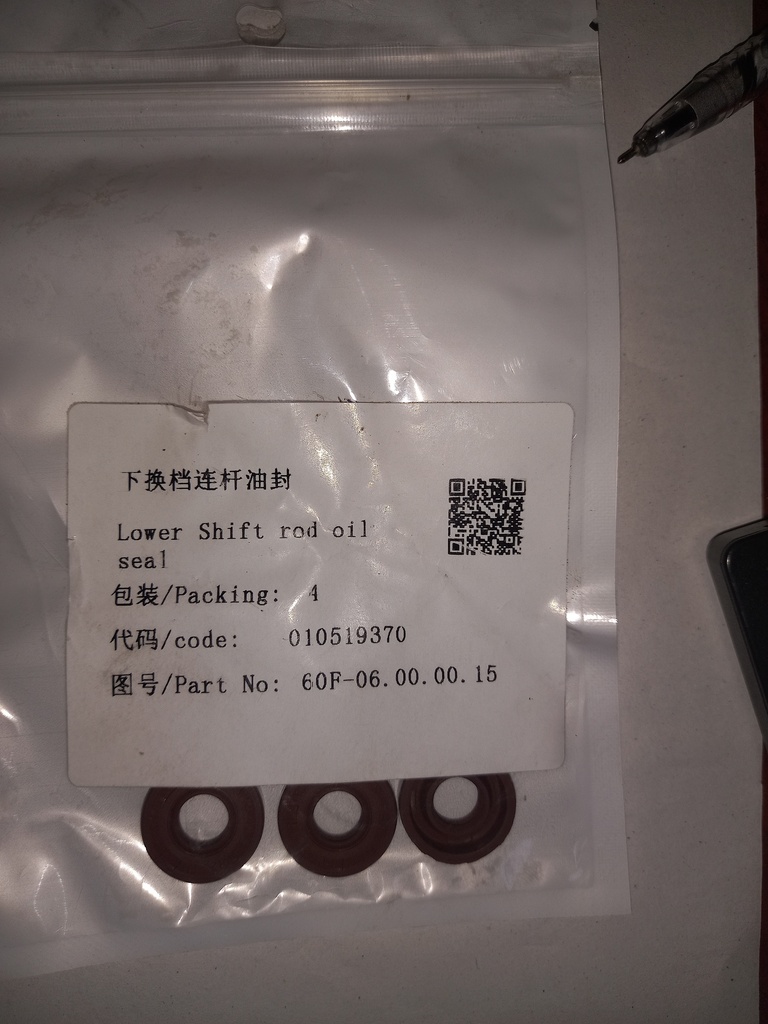 下换档连杆油封
Lower Shift rod oil
seal
包装/Packing: 4
代码/code: 010519370
图号/Part No: 60F-06.00.00.15